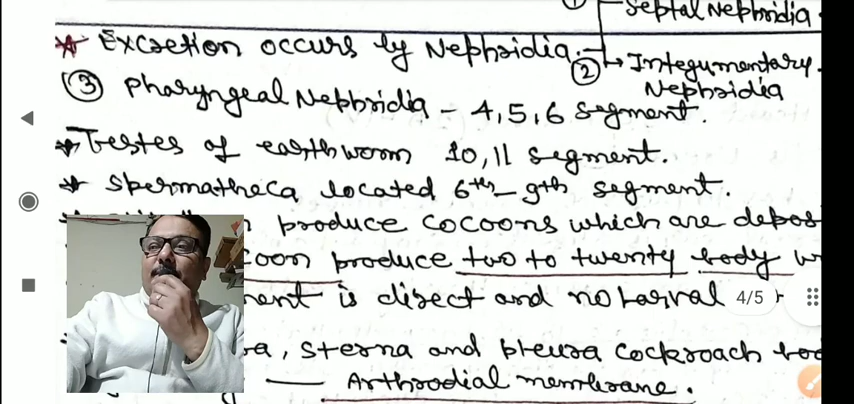 ① Septal Nephridia.
* Excretion occurs by Nephridia.
② Integumentary Nephridia
③ Pharyngeal Nephridia – 4, 5, 6 segment.
* Testes of earthworm 10, 11 segment.
* Spermatheca located 6th – 9th segment.
produce cocoons which are depos
coon produce two to twenty body w
ment is direct and no larval
4/5
a, sterna and pleura cockroach
— Arthrodial membrane.